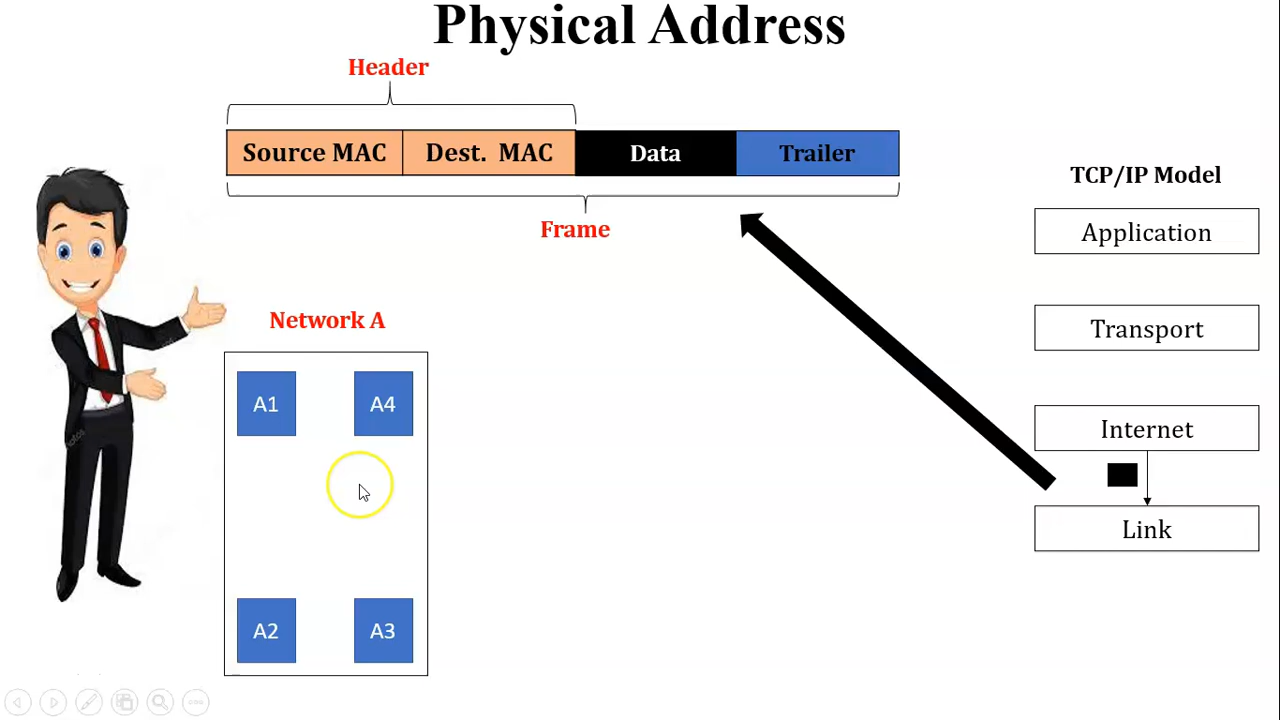 Physical Address
Header
Source MAC Dest. MAC Data Trailer
Frame
TCP/IP Model
Application
Transport
Internet
Link
Network A
A1 A4
A2 A3